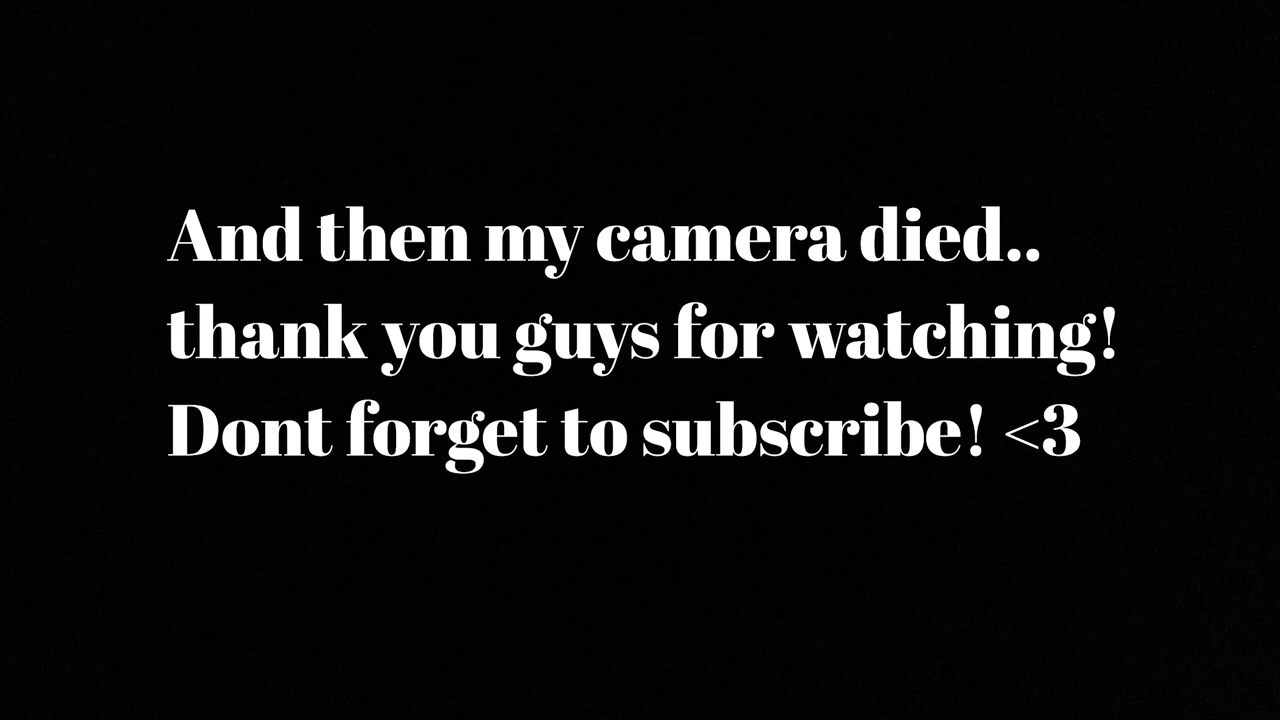 And then my camera died..
thank you guys for watching!
Dont forget to subscribe! <3